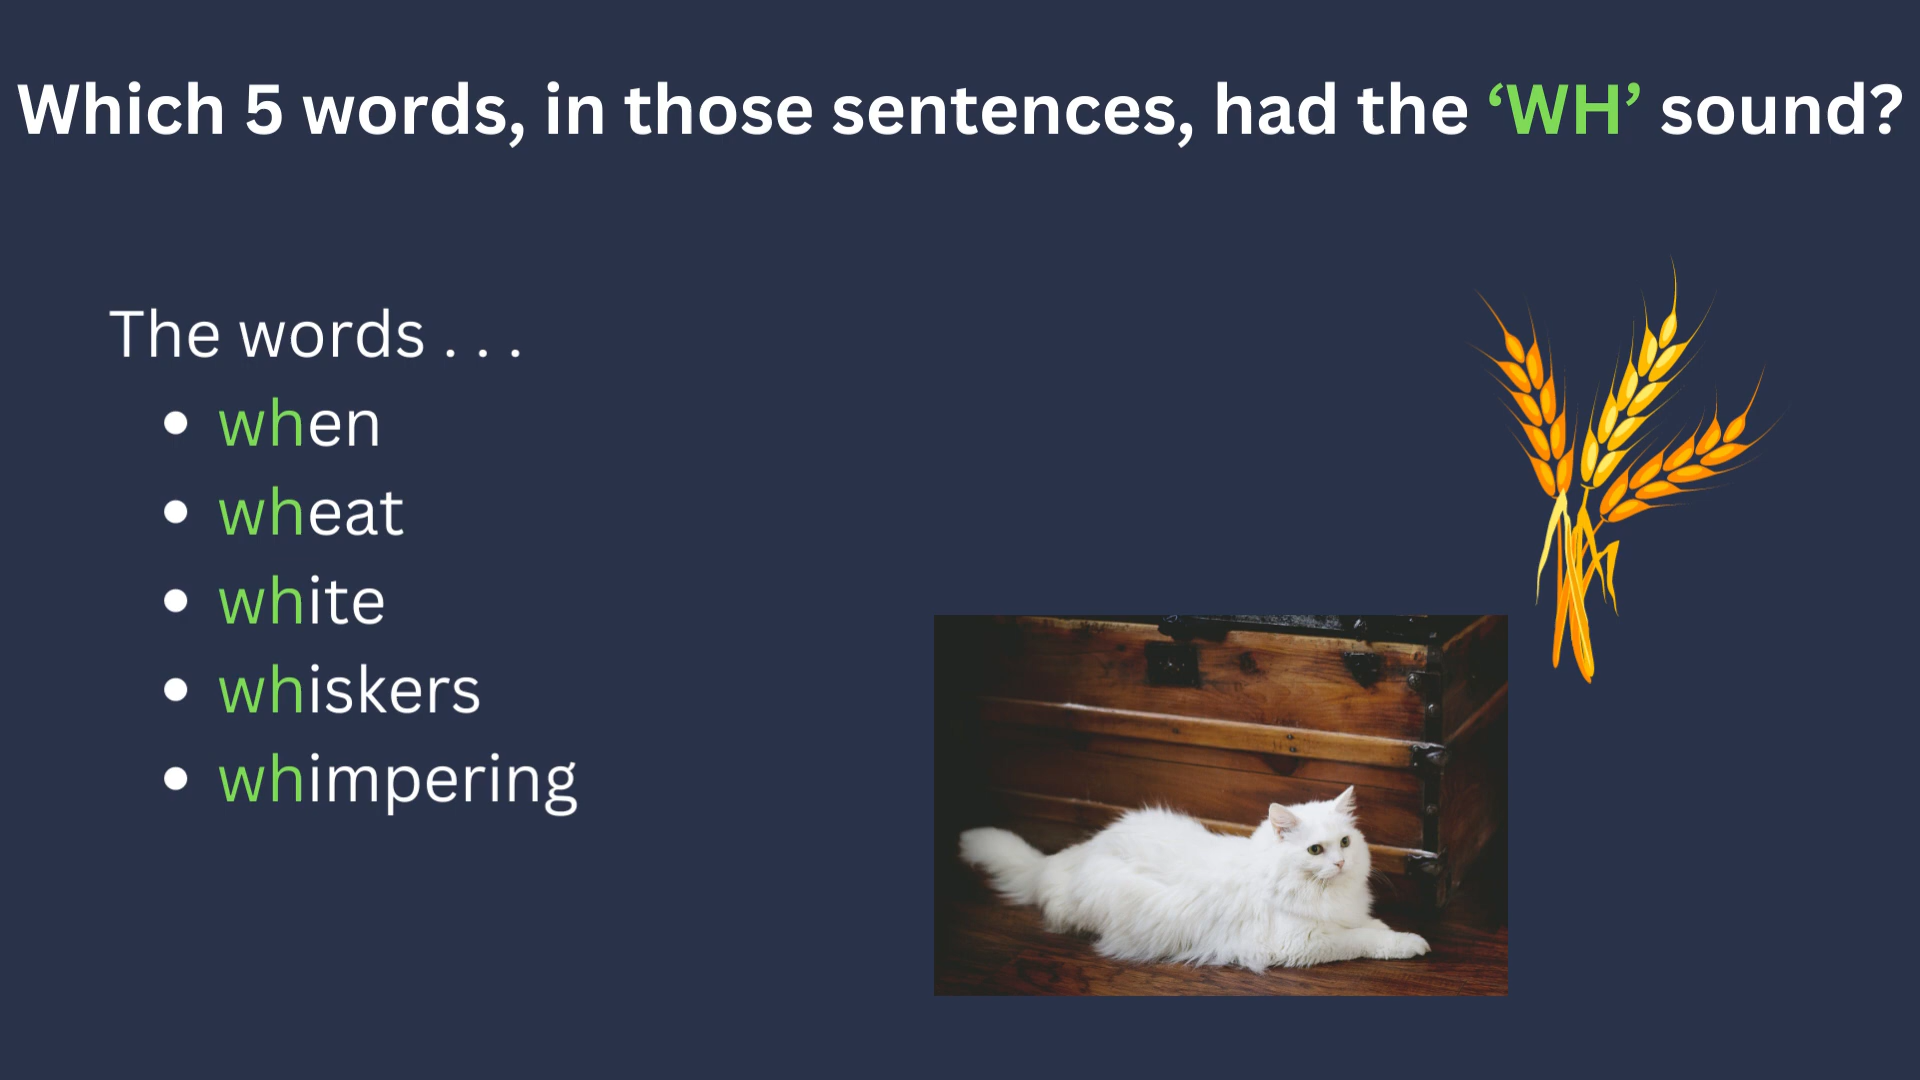 Which 5 words, in those sentences, had the ‘WH’ sound?
The words . . .
• when
• wheat
• white
• whiskers
• whimpering